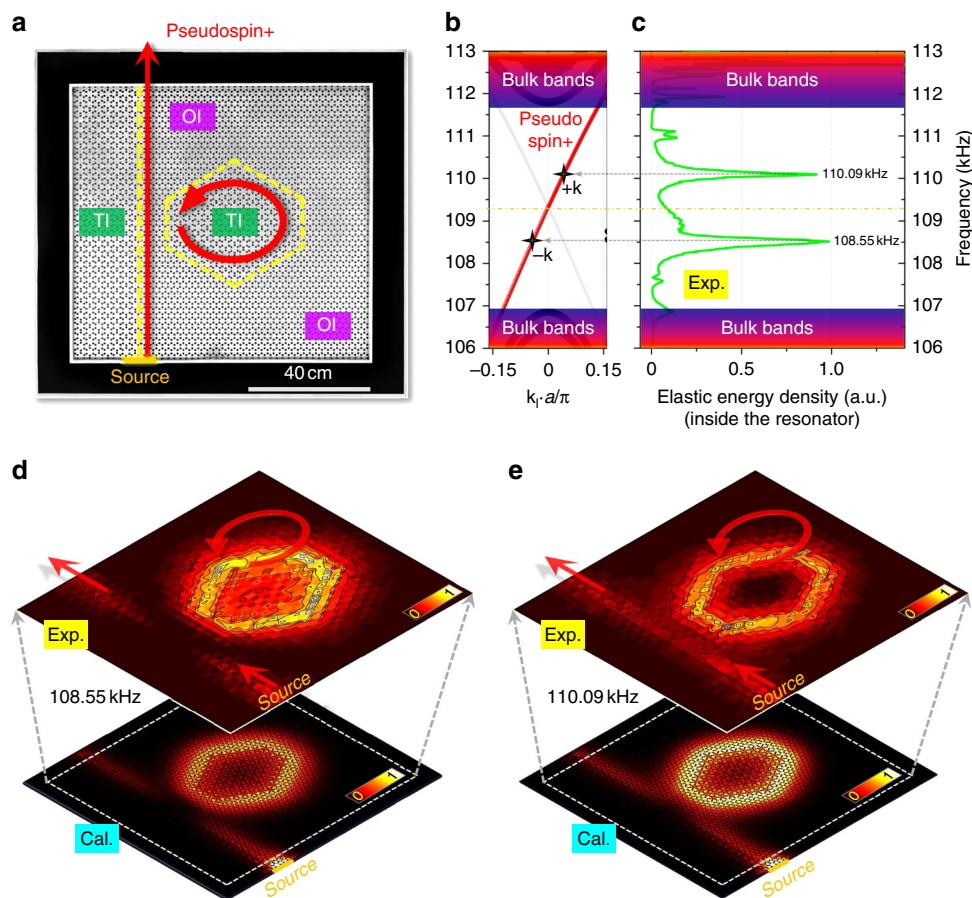 a
Pseudospin+
OI
TI
TI
OI
Source
40 cm
b
113
112
111
110
109
108
107
106
Bulk bands
Pseudo
spin+
+k
−k
Bulk bands
−0.15
0
0.15
k∥·a/π
c
Bulk bands
110.09 kHz
108.55 kHz
Exp.
Bulk bands
0
0.5
1.0
Elastic energy density (a.u.)
(inside the resonator)
113
112
111
110
109
108
107
106
Frequency (kHz)
d
0
1
Exp.
Source
108.55 kHz
0
1
Cal.
Source
e
0
1
Exp.
Source
110.09 kHz
0
1
Cal.
Source